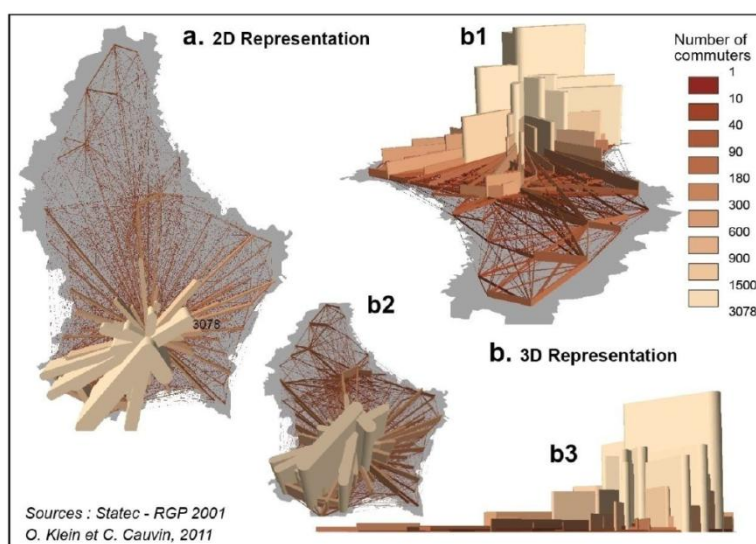 a. 2D Representation
b1
Number of
commuters
1
10
40
90
180
300
600
900
1500
3078
3078
b2
b. 3D Representation
b3
Sources : Statec - RGP 2001
O. Klein et C. Cauvin, 2011